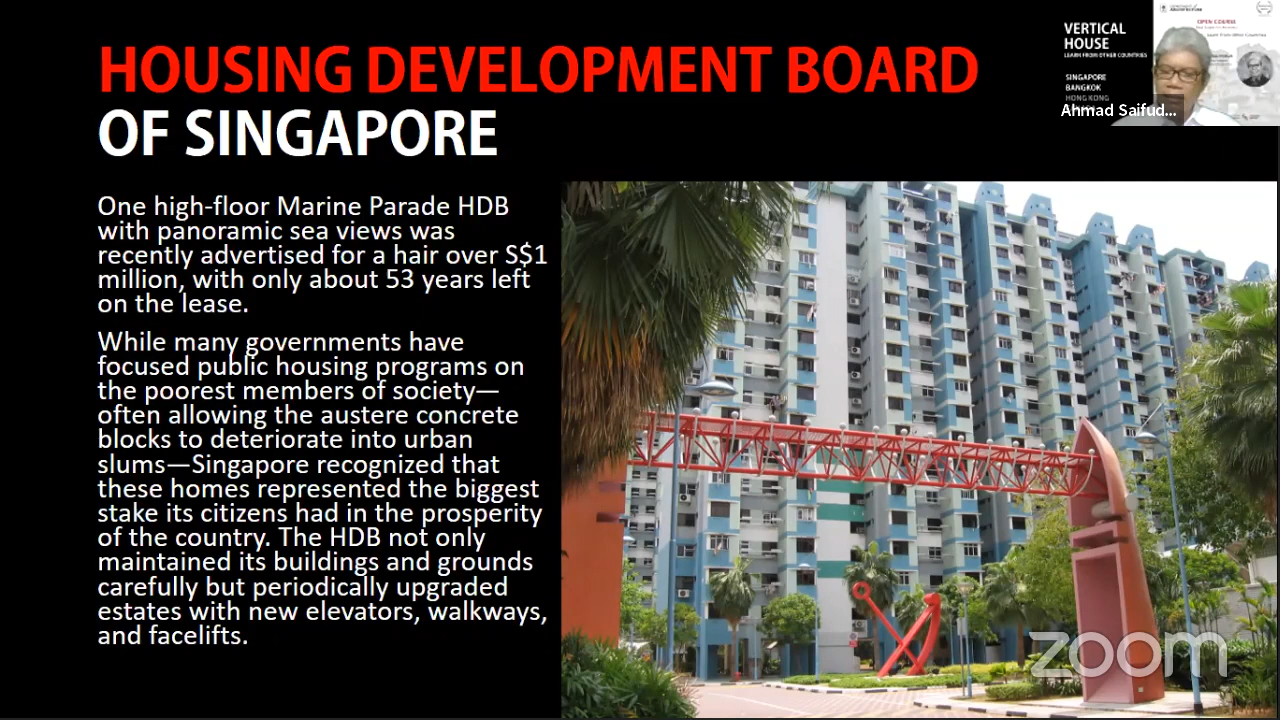 HOUSING DEVELOPMENT BOARD
OF SINGAPORE
One high-floor Marine Parade HDB
with panoramic sea views was
recently advertised for a hair over S$1
million, with only about 53 years left
on the lease.
While many governments have
focused public housing programs on
the poorest members of society—
often allowing the austere concrete
blocks to deteriorate into urban
slums—Singapore recognized that
these homes represented the biggest
stake its citizens had in the prosperity
of the country. The HDB not only
maintained its buildings and grounds
carefully but periodically upgraded
estates with new elevators, walkways,
and facelifts.
VERTICAL
HOUSE
LEARN FROM OTHER COUNTRIES
SINGAPORE
BANGKOK
HONG KONG
OPEN COURSE
Ahmad Saifud...
zoom